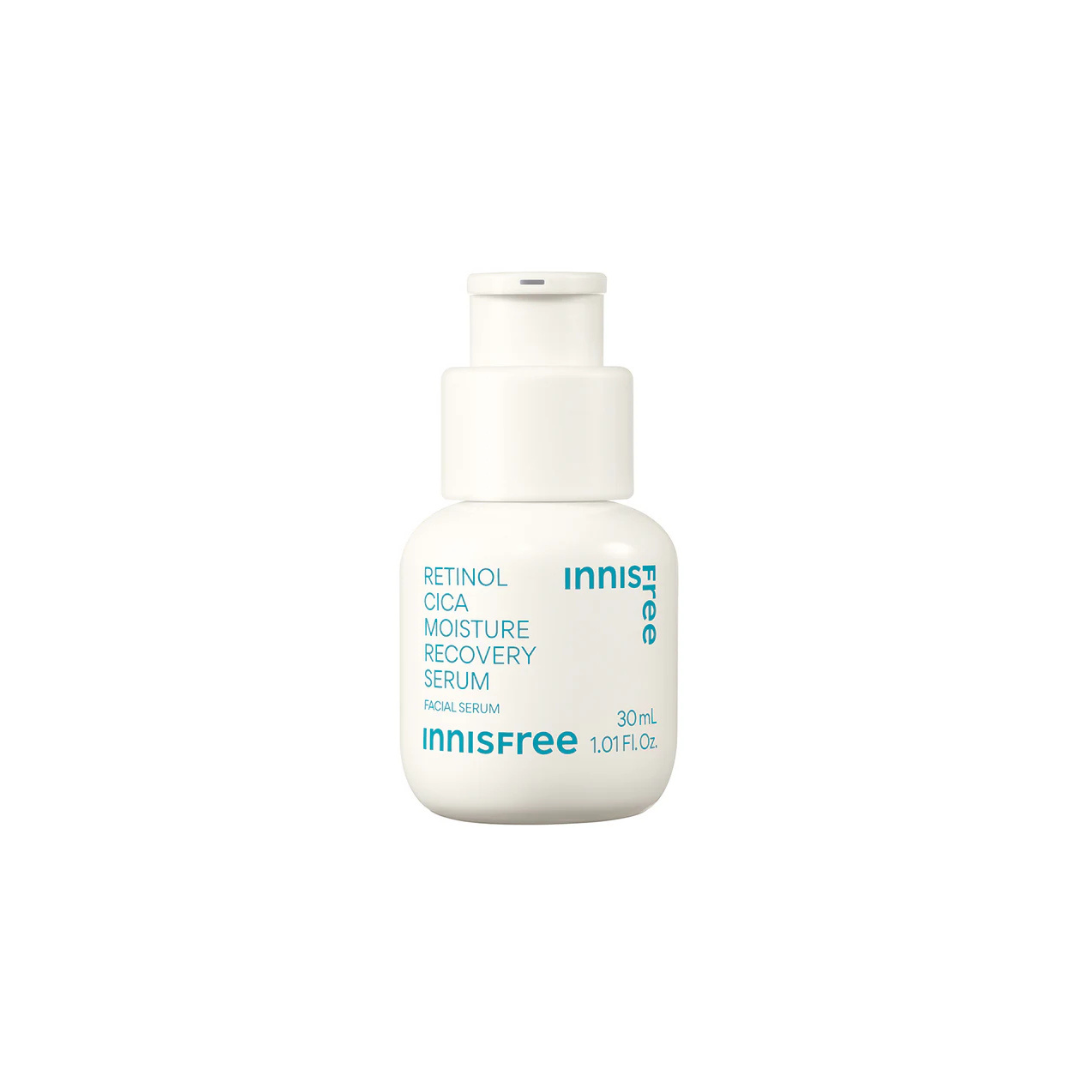 RETINOL
CICA
MOISTURE
RECOVERY
SERUM
FACIAL SERUM
innisFree
innisFree
30 mL
1.01 Fl. Oz.